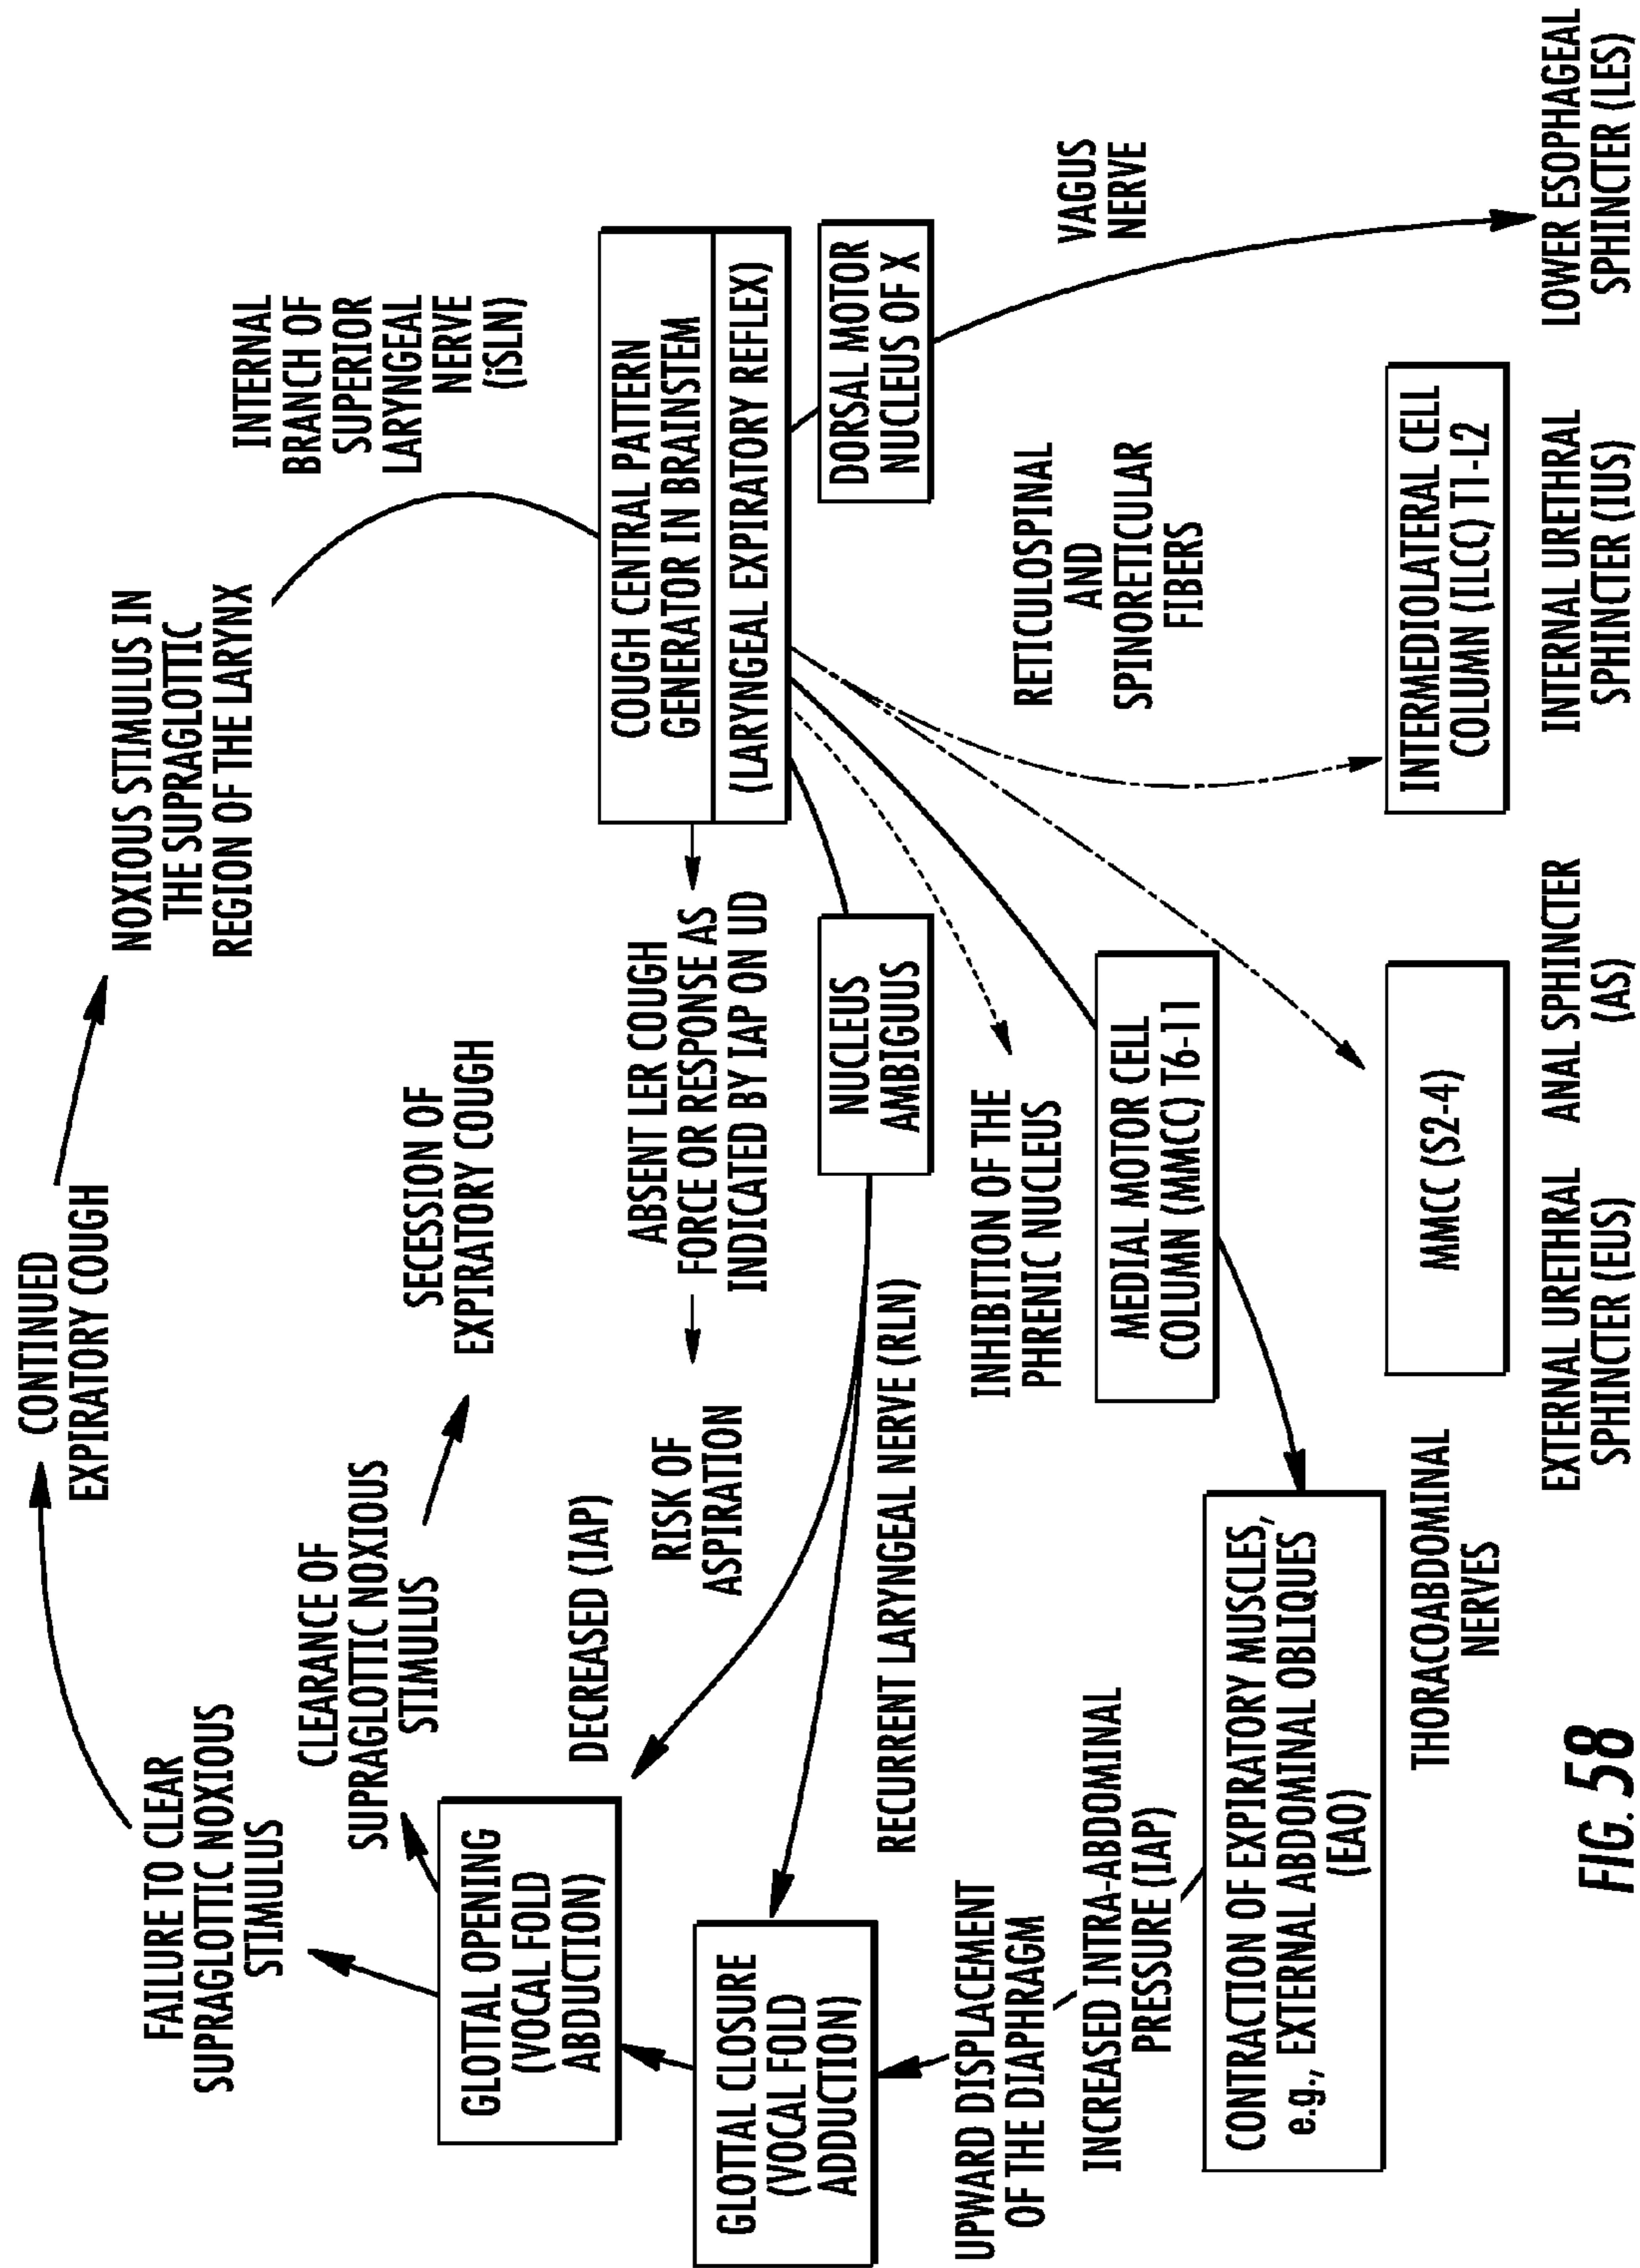 CONTINUED
EXPIRATORY COUGH
FAILURE TO CLEAR
SUPRAGLOTTIC NOXIOUS
STIMULUS
NOXIOUS STIMULUS IN
THE SUPRAGLOTTIC
REGION OF THE LARYNX
INTERNAL
BRANCH OF
SUPERIOR
LARYNGEAL
NERVE
(iSLN)
CLEARANCE OF
SUPRAGLOTTIC NOXIOUS
STIMULUS
SECESSION OF
EXPIRATORY COUGH
GLOTTAL OPENING
(VOCAL FOLD
ABDUCTION)
DECREASED (IAP)
RISK OF
ASPIRATION
ABSENT LER COUGH
FORCE OR RESPONSE AS
INDICATED BY IAP ON UD
COUGH CENTRAL PATTERN
GENERATOR IN BRAINSTEM
(LARYNGEAL EXPIRATORY REFLEX)
GLOTTAL CLOSURE
(VOCAL FOLD
ADDUCTION)
RECURRENT LARYNGEAL NERVE (RLN)
NUCLEUS
AMBIGUUS
DORSAL MOTOR
NUCLEUS OF X
UPWARD DISPLACEMENT
OF THE DIAPHRAGM
INHIBITION OF THE
PHRENIC NUCLEUS
RETICULOSPINAL
AND
SPINORETICULAR
FIBERS
VAGUS
NERVE
INCREASED INTRA-ABDOMINAL
PRESSURE (IAP)
MEDIAL MOTOR CELL
COLUMN (MMCC) T6-11
CONTRACTION OF EXPIRATORY MUSCLES,
e.g., EXTERNAL ABDOMINAL OBLIQUES
(EAO)
THORACOABDOMINAL
NERVES
MMCC (S2-4)
INTERMEDIOLATERAL CELL
COLUMN (ILCC) T1-L2
EXTERNAL URETHRAL
SPHINCTER (EUS)
ANAL SPHINCTER
(AS)
INTERNAL URETHRAL
SPHINCTER (IUS)
LOWER ESOPHAGEAL
SPHINCTER (LES)
FIG. 58